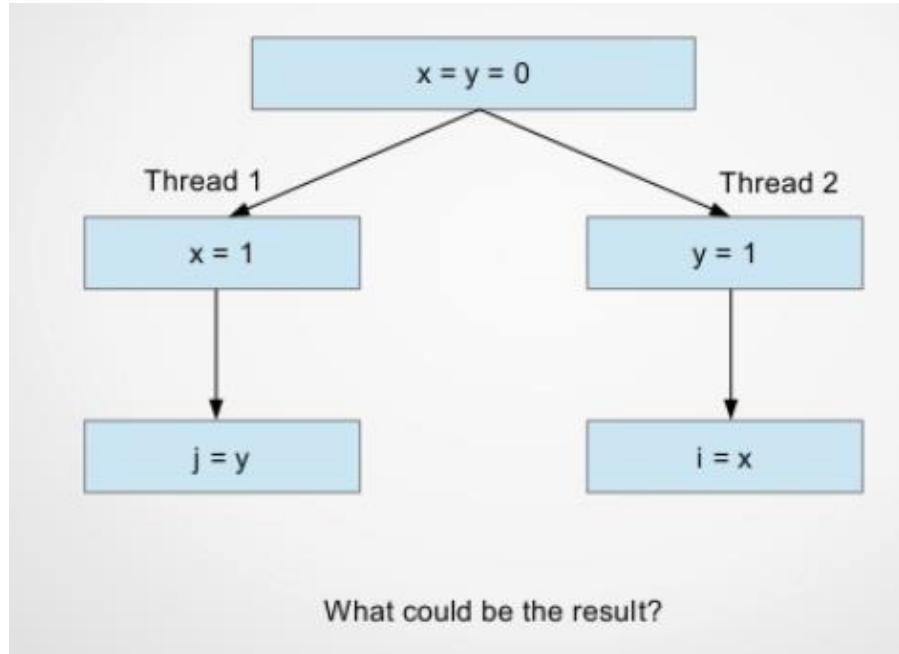 x = y = 0
Thread 1
Thread 2
x = 1
y = 1
j = y
i = x
What could be the result?